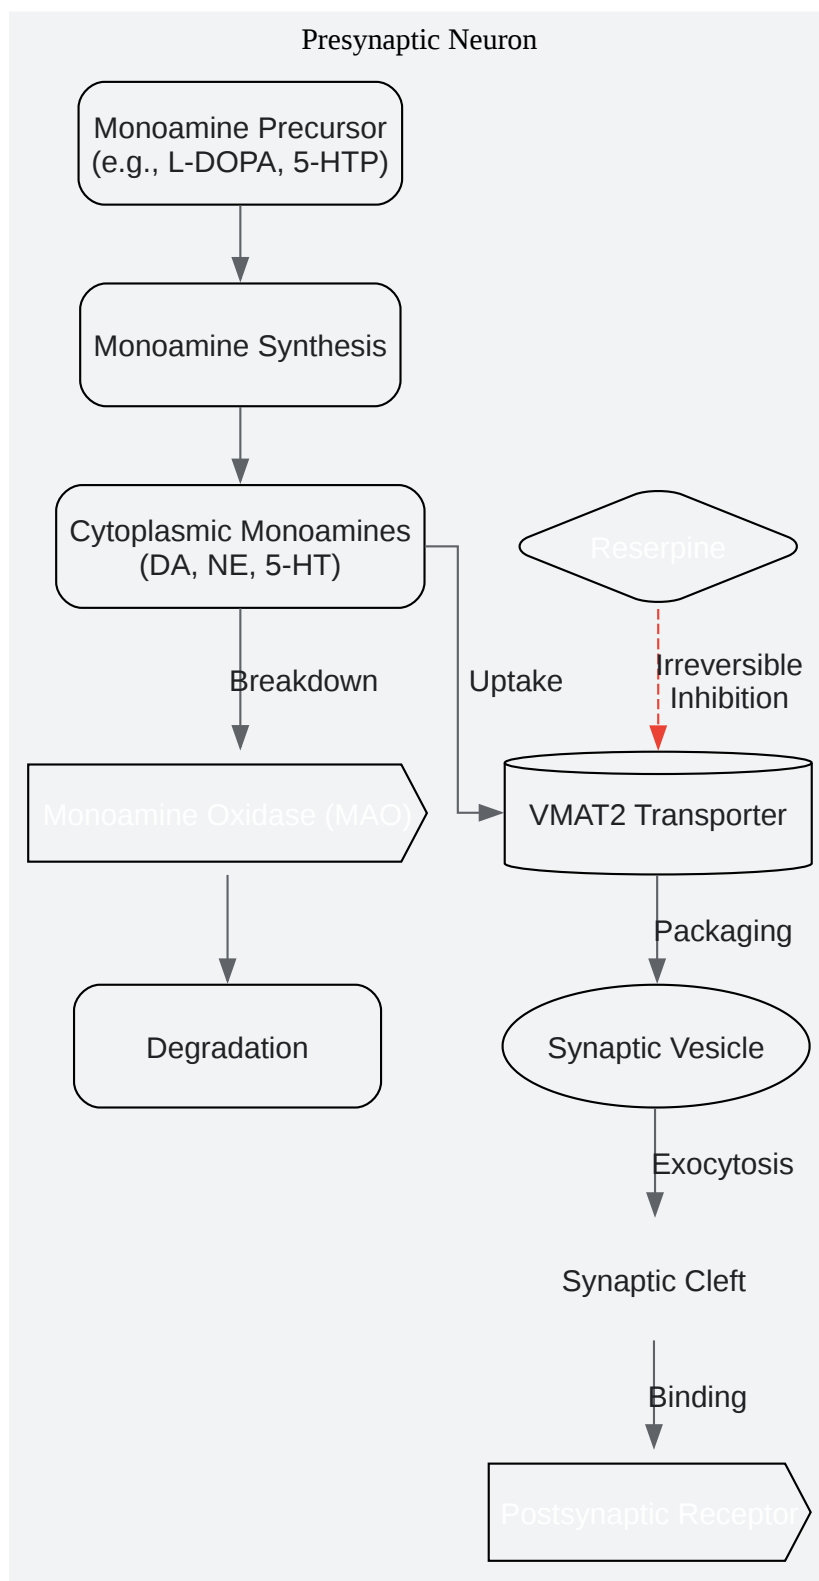 Presynaptic Neuron
Monoamine Precursor
(e.g., L-DOPA, 5-HTP)
Monoamine Synthesis
Cytoplasmic Monoamines
(DA, NE, 5-HT)
Reserpine
Breakdown
Uptake
Irreversible
Inhibition
Monoamine Oxidase (MAO)
VMAT2 Transporter
Packaging
Degradation
Synaptic Vesicle
Exocytosis
Synaptic Cleft
Binding
Postsynaptic Receptor